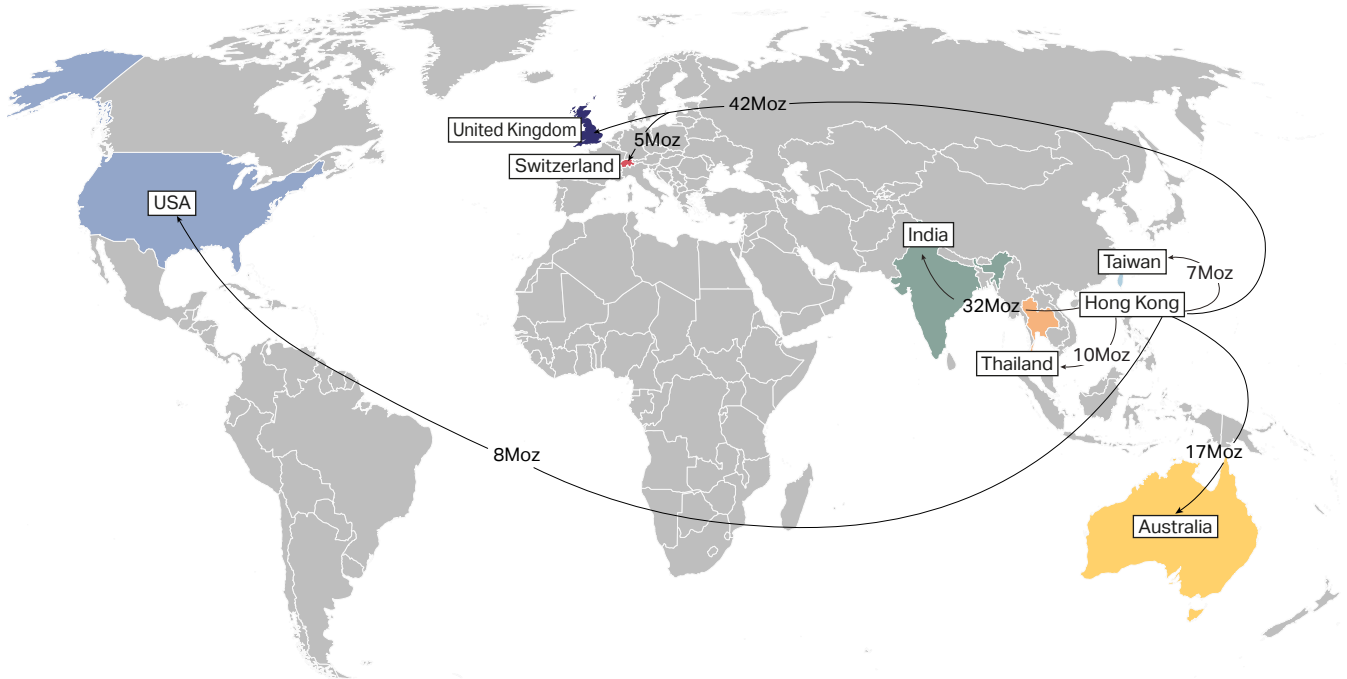 42Moz
United Kingdom
5Moz
Switzerland
USA
India
Taiwan
7Moz
32Moz
Hong Kong
Thailand
10Moz
8Moz
17Moz
Australia